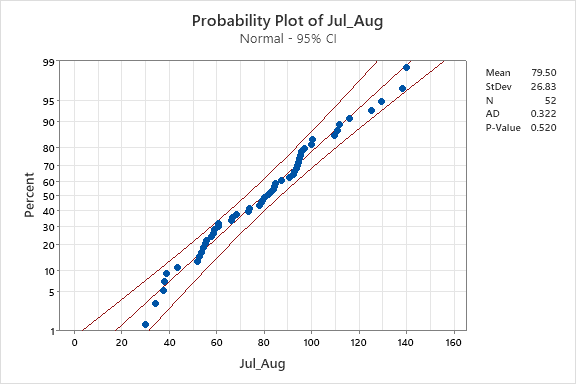 Probability Plot of Jul_Aug
Normal - 95% CI
99
95
90
80
70
60
50
40
30
20
10
5
1
Percent
0 20 40 60 80 100 120 140 160
Jul_Aug
Mean 79.50
StDev 26.83
N 52
AD 0.322
P-Value 0.520